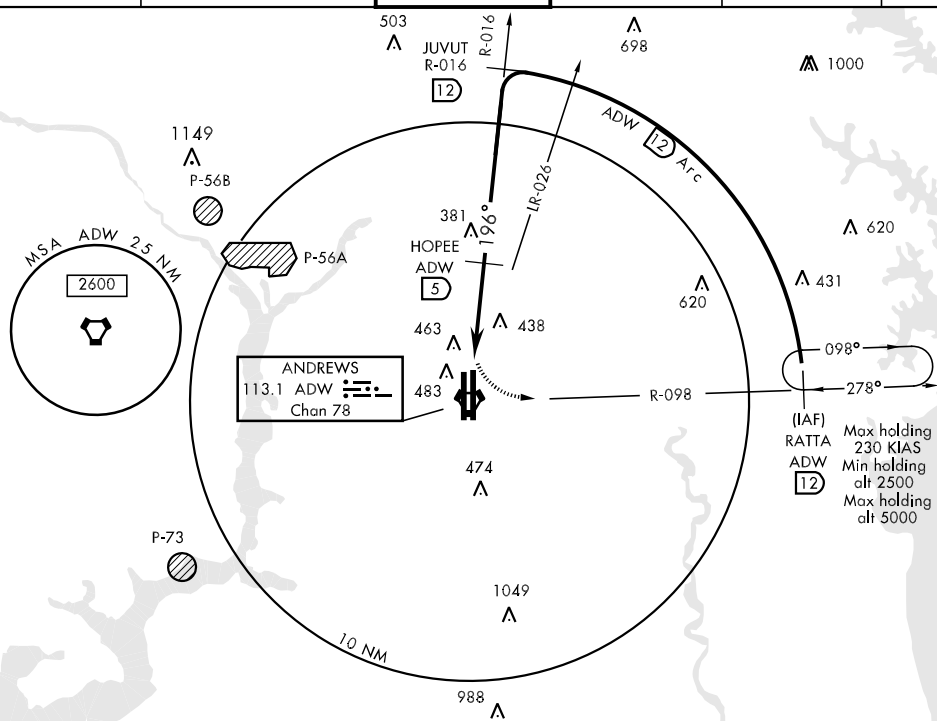 503
JUVUT
R-016
12
R-016
698
1000
ADW 12 Arc
1149
P-56B
LR-026
381
196°
620
MSA ADW 25 NM
2600
P-56A
HOPEE
ADW
5
431
620
463
438
098°
ANDREWS
113.1 ADW
Chan 78
483
R-098
278°
(IAF)
RATTA
ADW
12
Max holding
230 KIAS
Min holding
alt 2500
Max holding
alt 5000
474
P-73
1049
10 NM
988